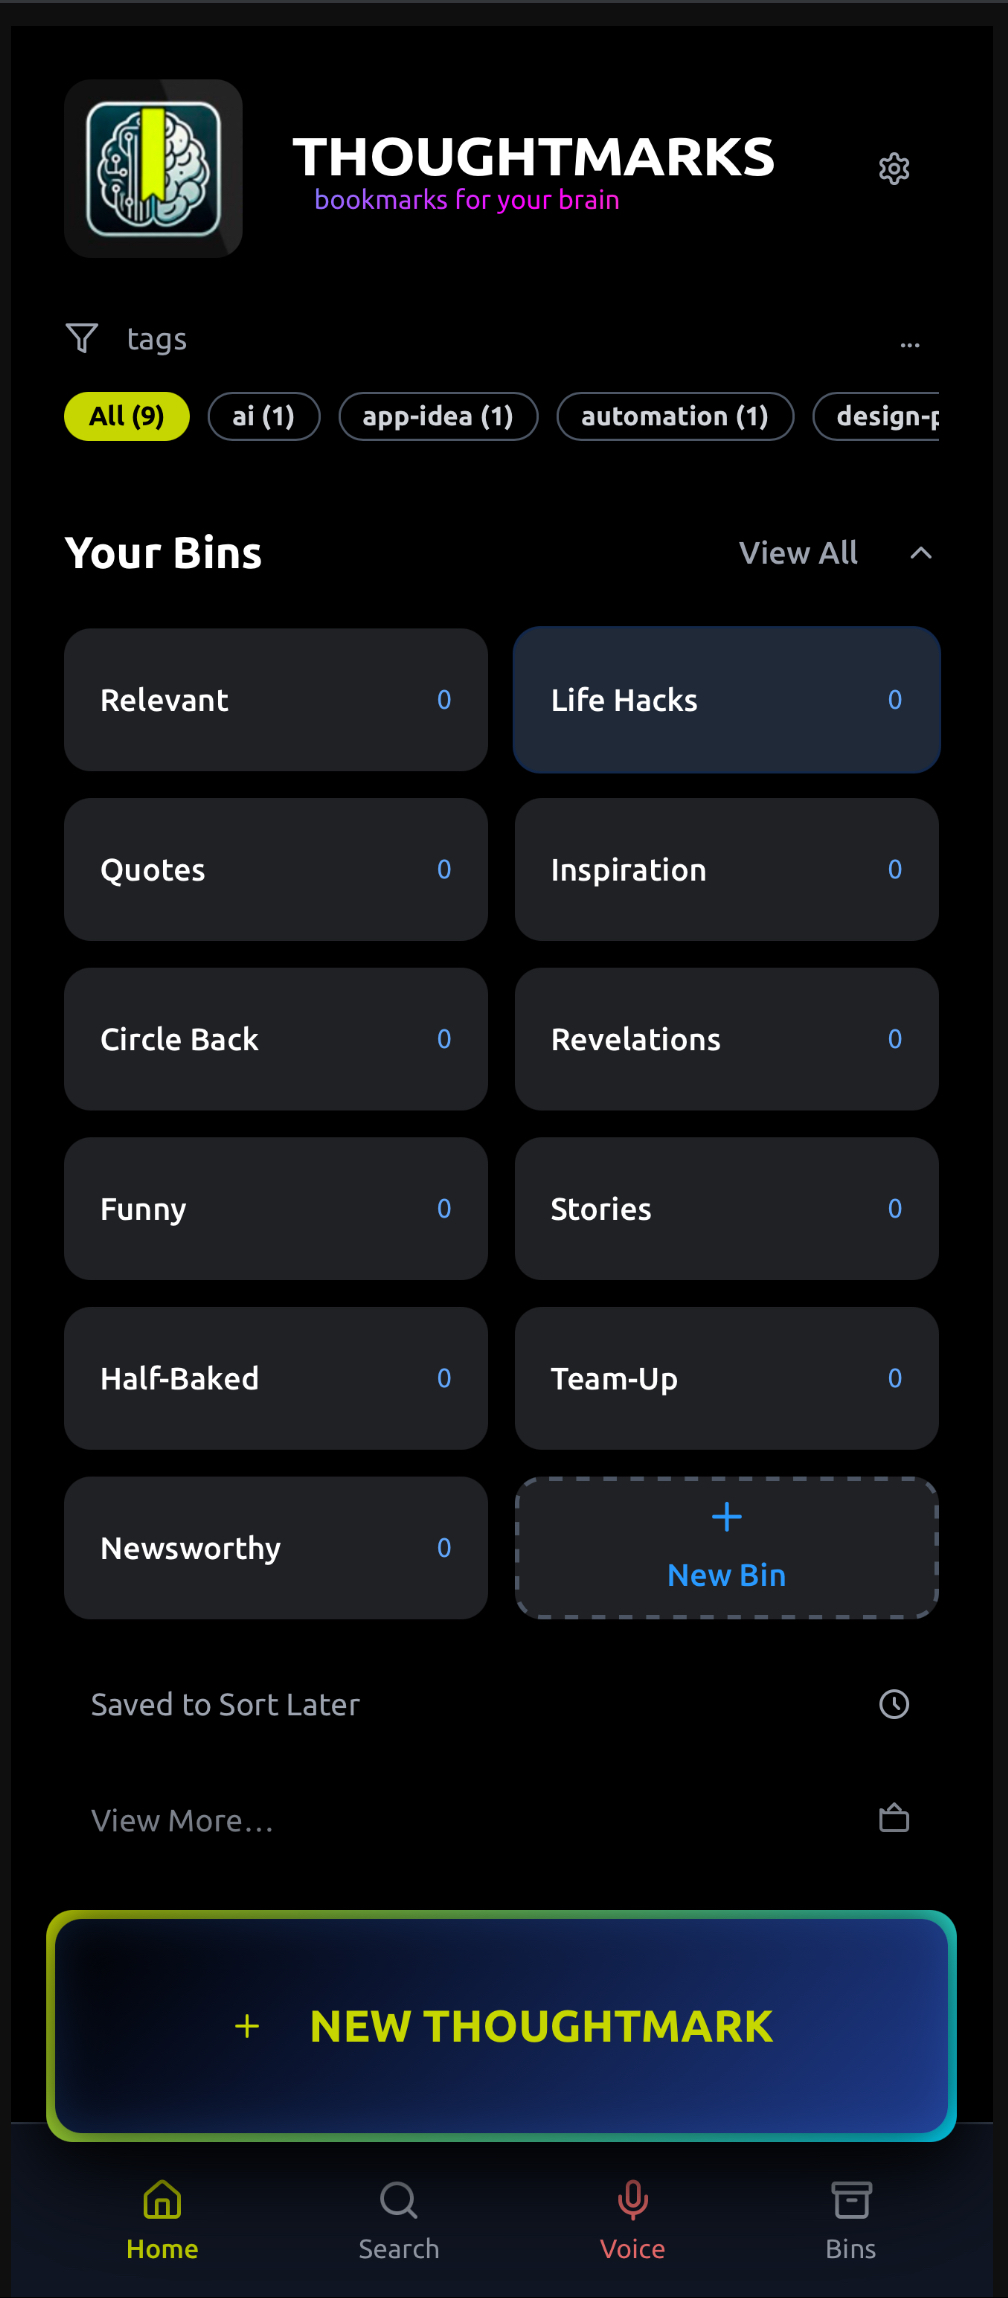 THOUGHTMARKS
bookmarks for your brain
tags
...
All (9) ai (1) app-idea (1) automation (1) design-p
Your Bins View All
Relevant 0 Life Hacks 0
Quotes 0 Inspiration 0
Circle Back 0 Revelations 0
Funny 0 Stories 0
Half-Baked 0 Team-Up 0
Newsworthy 0 + New Bin
Saved to Sort Later
View More...
+ NEW THOUGHTMARK
Home Search Voice Bins